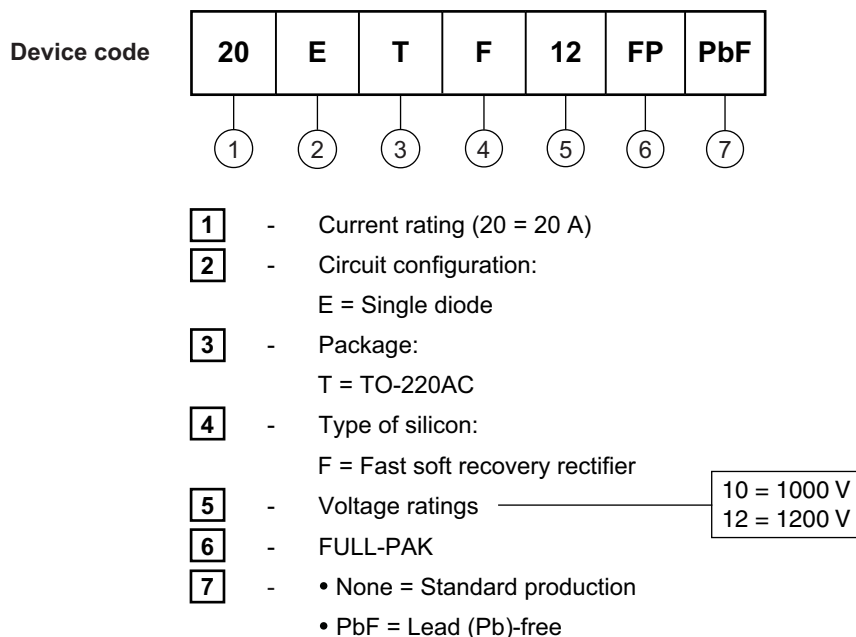 Device code 20 E T F 12 FP PbF
1 2 3 4 5 6 7
1 - Current rating (20 = 20 A)
2 - Circuit configuration:
E = Single diode
3 - Package:
T = TO-220AC
4 - Type of silicon:
F = Fast soft recovery rectifier
5 - Voltage ratings
10 = 1000 V
12 = 1200 V
6 - FULL-PAK
7 - • None = Standard production
• PbF = Lead (Pb)-free